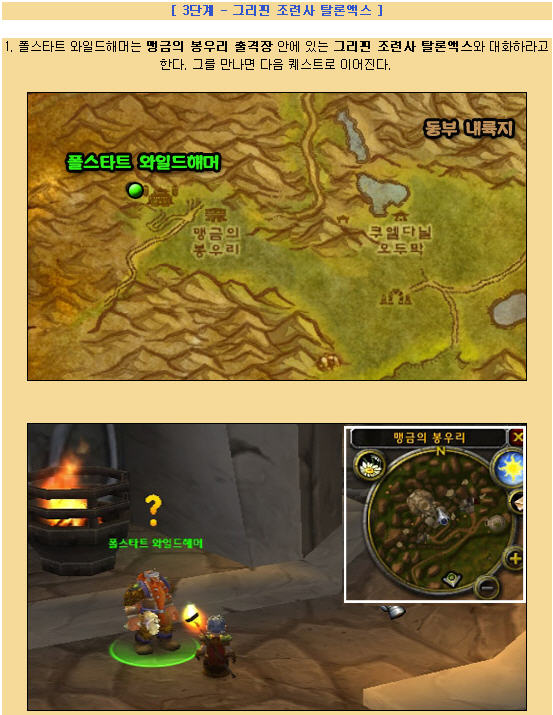 [ 3단계 - 그리핀 조련사 탈론액스 ]
1. 폴스타트 와일드해머는 맹금의 봉우리 출격장 안에 있는 그리핀 조련사 탈론액스와 대화하라고
한다. 그를 만나면 다음 퀘스트로 이어진다.
동부 내륙지
폴스타트 와일드해머
맹금의
봉우리
쿠엘다닐
오두막
맹금의 봉우리
N
?
폴스타트 와일드해머